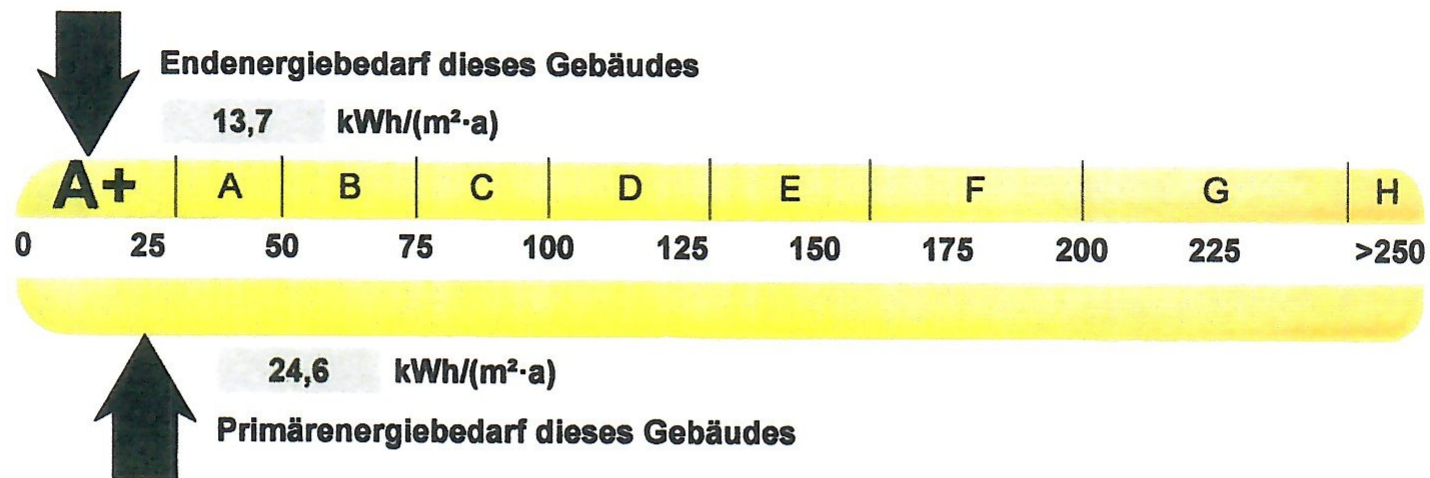 Endenergiebedarf dieses Gebäudes
13,7 kWh/(m²·a)
A+ A B C D E F G H
0 25 50 75 100 125 150 175 200 225 >250
24,6 kWh/(m²·a)
Primärenergiebedarf dieses Gebäudes